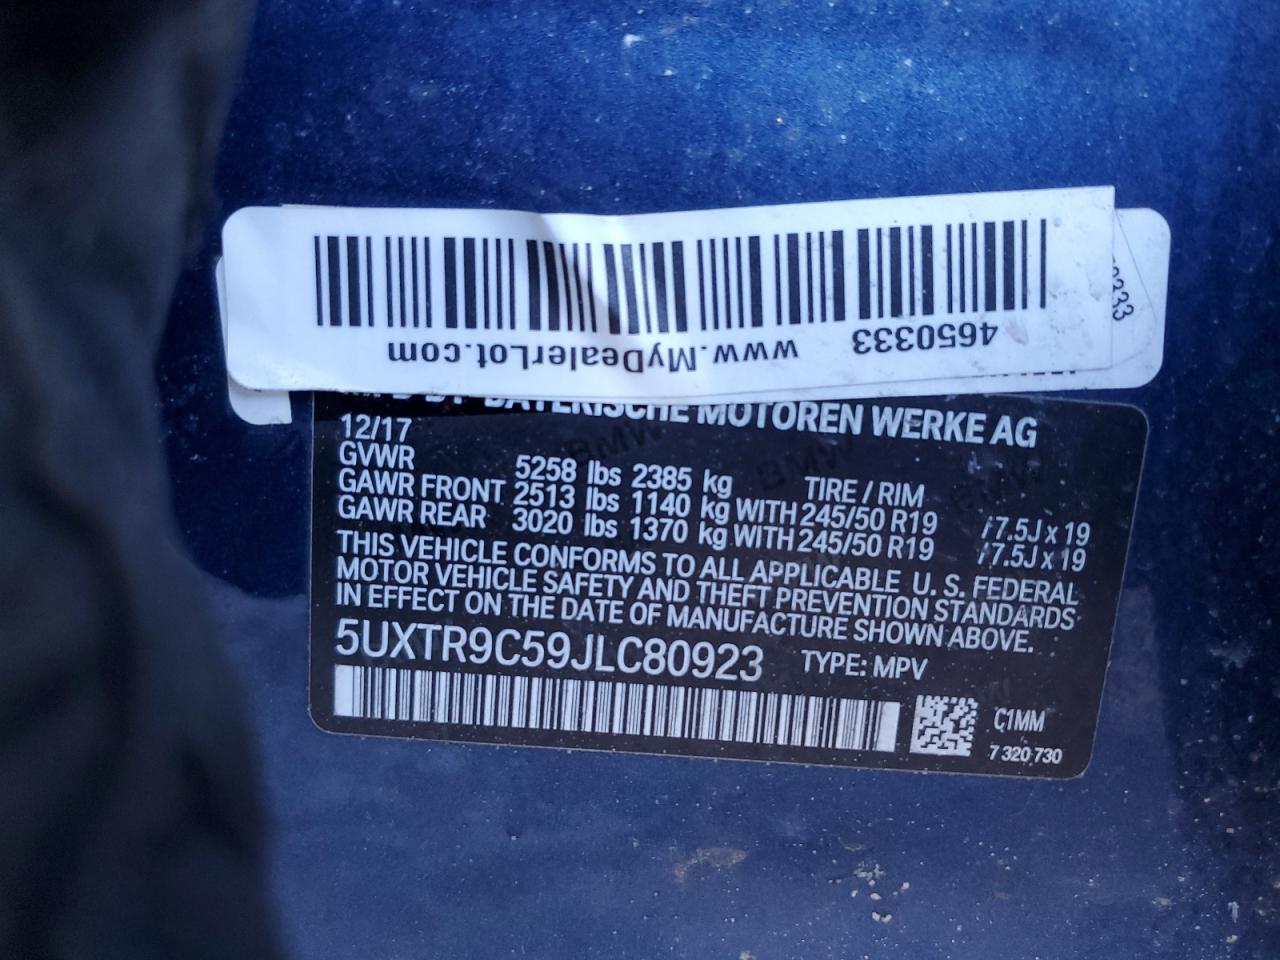 4650333 www.MyDealerLot.com
333
BAYERISCHE MOTOREN WERKE AG
12/17
GVWR 5258 lbs 2385 kg TIRE / RIM
GAWR FRONT 2513 lbs 1140 kg WITH 245/50 R19 /7.5J x 19
GAWR REAR 3020 lbs 1370 kg WITH 245/50 R19 /7.5J x 19
THIS VEHICLE CONFORMS TO ALL APPLICABLE U. S. FEDERAL
MOTOR VEHICLE SAFETY AND THEFT PREVENTION STANDARDS
IN EFFECT ON THE DATE OF MANUFACTURE SHOWN ABOVE.
5UXTR9C59JLC80923 TYPE: MPV
C1MM
7 320 730